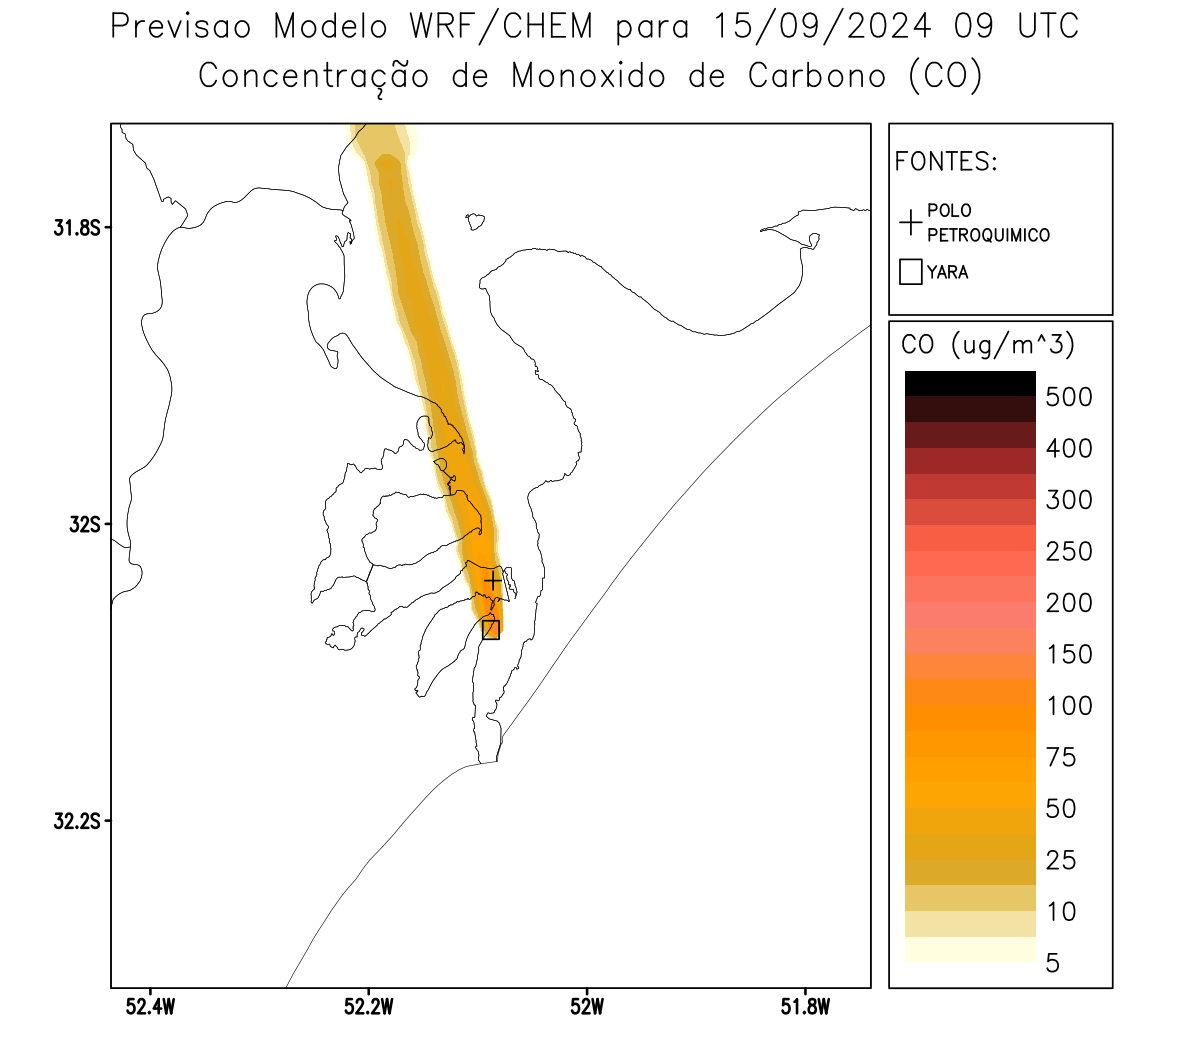 Previsao Modelo WRF/CHEM para 15/09/2024 09 UTC
Concentração de Monoxido de Carbono (CO)
FONTES:
POLO
PETROQUIMICO
YARA
CO (ug/m^3)
500
400
300
250
200
150
100
75
50
25
10
5
31.8S
32S
32.2S
52.4W
52.2W
52W
51.8W